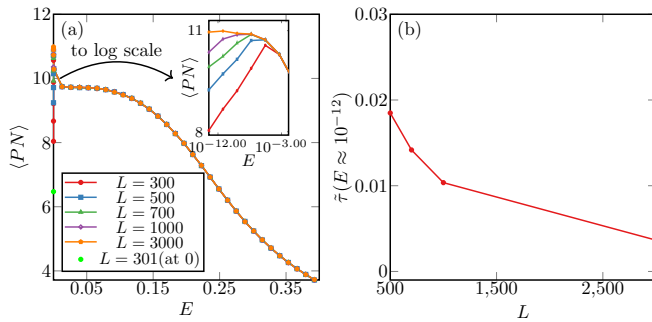 (a)
to log scale
⟨PN⟩
12
10
8
6
4
0.05
0.15
0.25
0.35
E
⟨PN⟩
11
8
10^{-12.00}
10^{-3.00}
E
L = 300
L = 500
L = 700
L = 1000
L = 3000
L = 301(at 0)
(b)
τ̃(E ≈ 10^{-12})
0.03
0.02
0.01
0
500
1,500
2,500
L